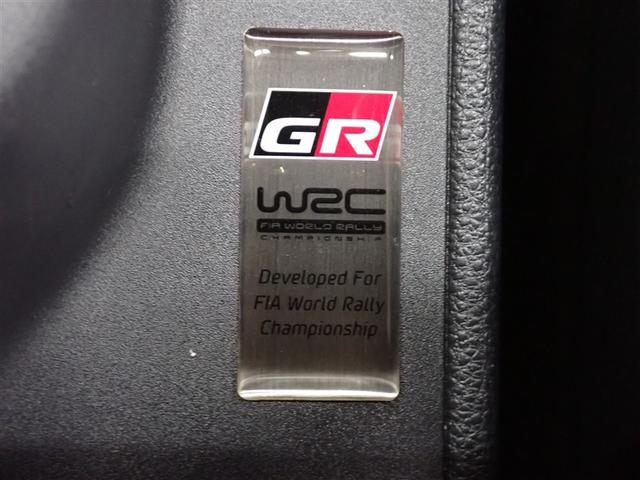 GR
WRC
FIA WORLD RALLY
CHAMPIONSHIP
Developed For
FIA World Rally
Championship